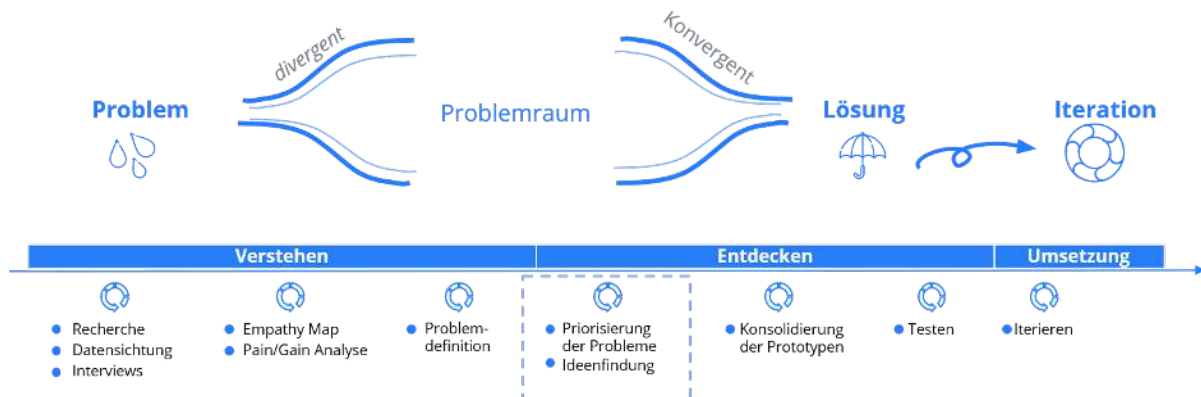 divergent
Konvergent
Problem
Problemraum
Lösung
Iteration
Verstehen
Entdecken
Umsetzung
Recherche
Datensichtung
Interviews
Empathy Map
Pain/Gain Analyse
Problem-
definition
Priorisierung
der Probleme
Ideenfindung
Konsolidierung
der Prototypen
Testen
Iterieren